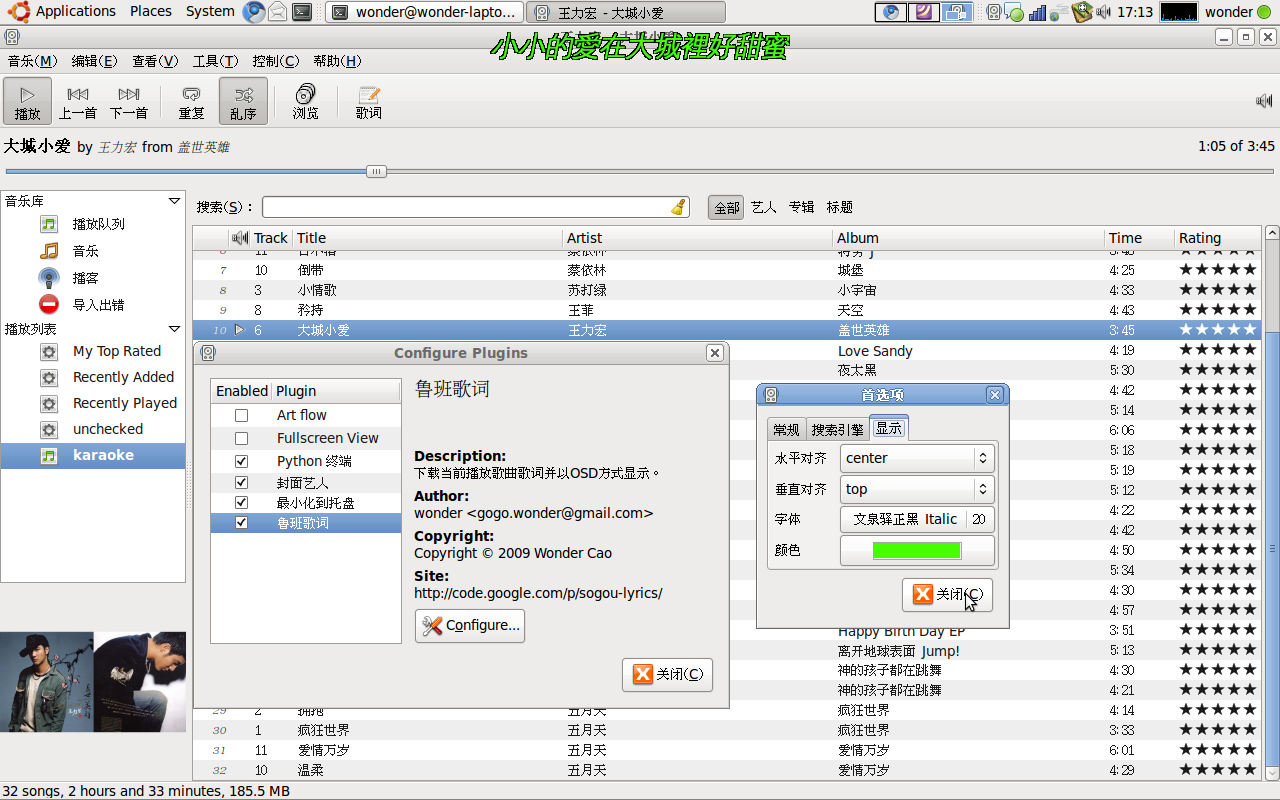 Applications Places System
wonder@wonder-lapto...
王力宏 - 大城小爱
17:13
wonder
小小的愛在大城裡好甜蜜
音乐(M) 编辑(E) 查看(V) 工具(T) 控制(C) 帮助(H)
播放 上一首 下一首 重复 乱序 浏览 歌词
大城小爱 by 王力宏 from 盖世英雄
1:05 of 3:45
音乐库
播放队列
音乐
播客
导入出错
播放列表
My Top Rated
Recently Added
Recently Played
unchecked
karaoke
搜索(S)：
全部 艺人 专辑 标题
Track Title Artist Album Time Rating
7 10 倒带 蔡依林 城堡 4:25 ★★★★★
8 3 小情歌 苏打绿 小宇宙 4:33 ★★★★★
9 8 矜持 王菲 天空 4:43 ★★★★★
10 6 大城小爱 王力宏 盖世英雄 3:45 ★★★★★
Love Sandy 4:19 ★★★★★
夜太黑 5:30 ★★★★★
4:42 ★★★★★
5:14 ★★★★★
6:06 ★★★★★
5:18 ★★★★★
5:19 ★★★★★
5:12 ★★★★★
4:22 ★★★★★
4:42 ★★★★★
4:50 ★★★★★
5:34 ★★★★★
4:30 ★★★★★
4:57 ★★★★★
Happy Birth Day EP 3:51 ★★★★★
离开地球表面 Jump! 5:13 ★★★★★
神的孩子都在跳舞 4:30 ★★★★★
神的孩子都在跳舞 4:21 ★★★★★
29 2 拥抱 五月天 疯狂世界 4:14 ★★★★★
30 1 疯狂世界 五月天 疯狂世界 3:33 ★★★★★
31 11 爱情万岁 五月天 爱情万岁 6:01 ★★★★★
32 10 温柔 五月天 爱情万岁 4:29 ★★★★★
Configure Plugins
Enabled Plugin
Art flow
Fullscreen View
Python 终端
封面艺人
最小化到托盘
鲁班歌词
鲁班歌词
Description:
下载当前播放歌曲歌词并以OSD方式显示。
Author:
wonder <gogo.wonder@gmail.com>
Copyright:
Copyright © 2009 Wonder Cao
Site:
http://code.google.com/p/sogou-lyrics/
Configure...
关闭(C)
首选项
常规 搜索引擎 显示
水平对齐 center
垂直对齐 top
字体 文泉驿正黑 Italic 20
颜色
关闭(C)
32 songs, 2 hours and 33 minutes, 185.5 MB